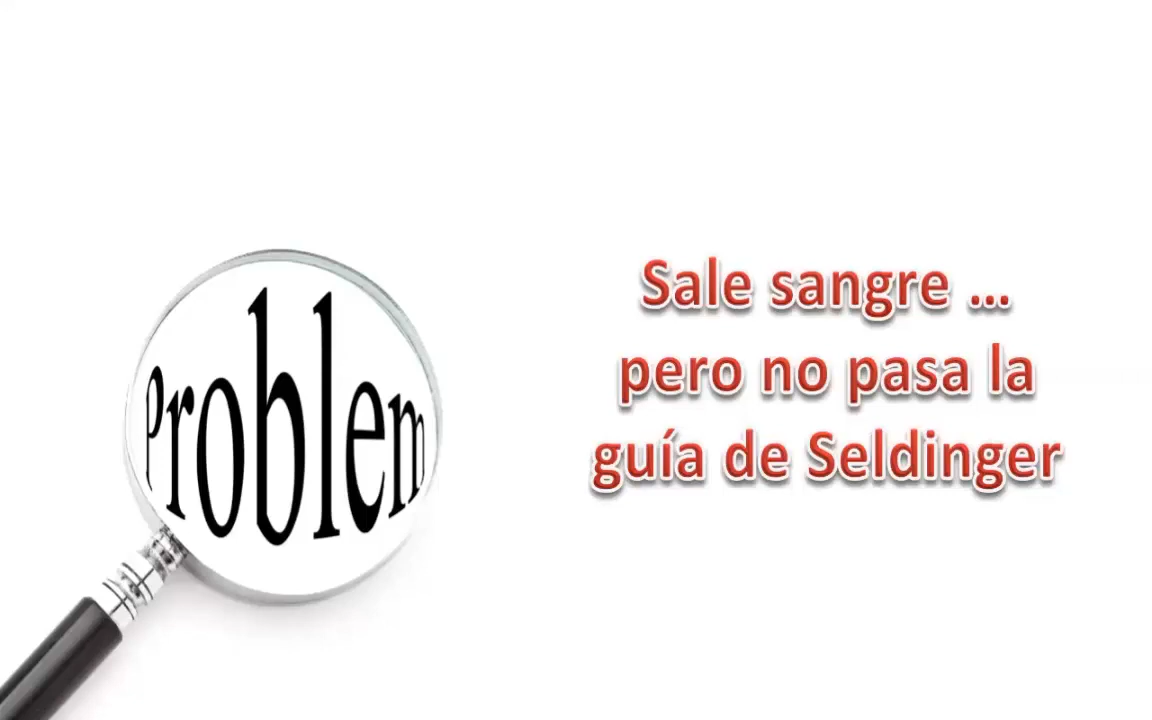 Problem
Sale sangre ...
pero no pasa la
guía de Seldinger